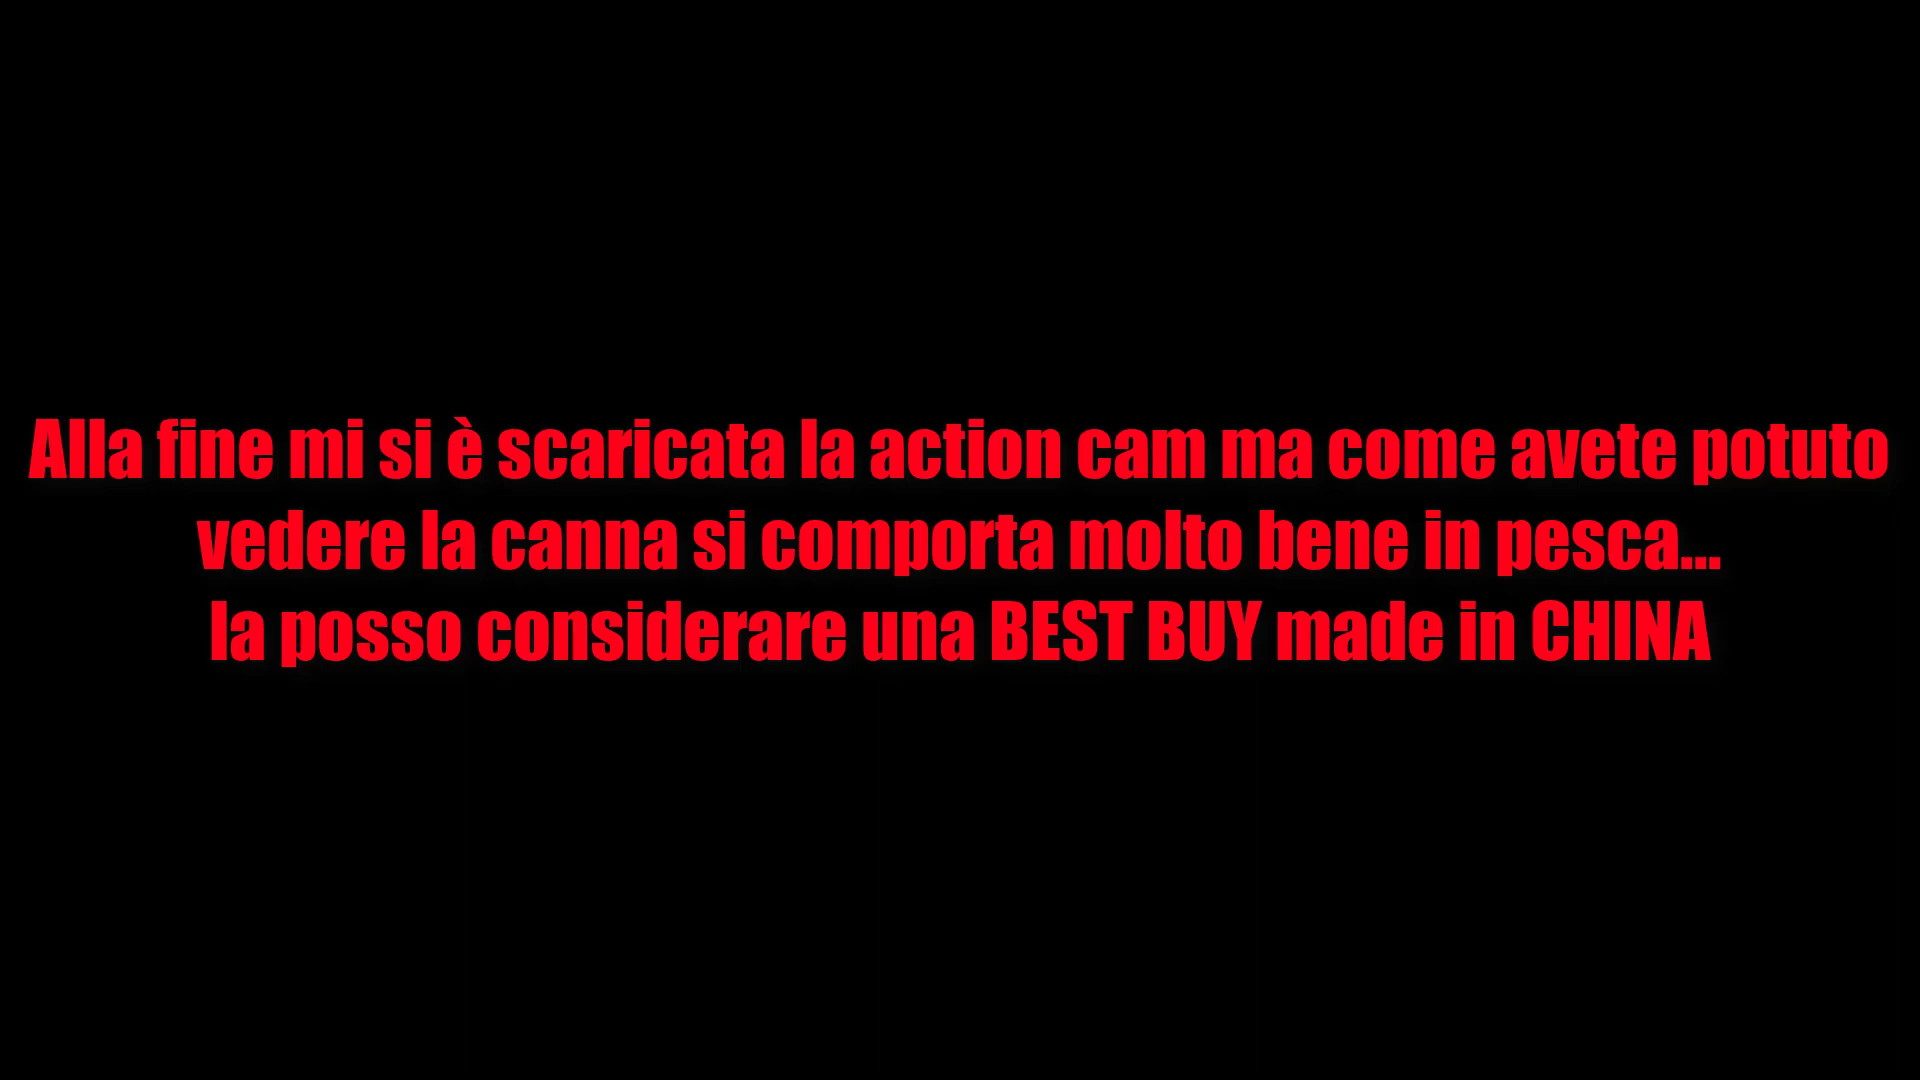 Alla fine mi si è scaricata la action cam ma come avete potuto
vedere la canna si comporta molto bene in pesca...
la posso considerare una BEST BUY made in CHINA